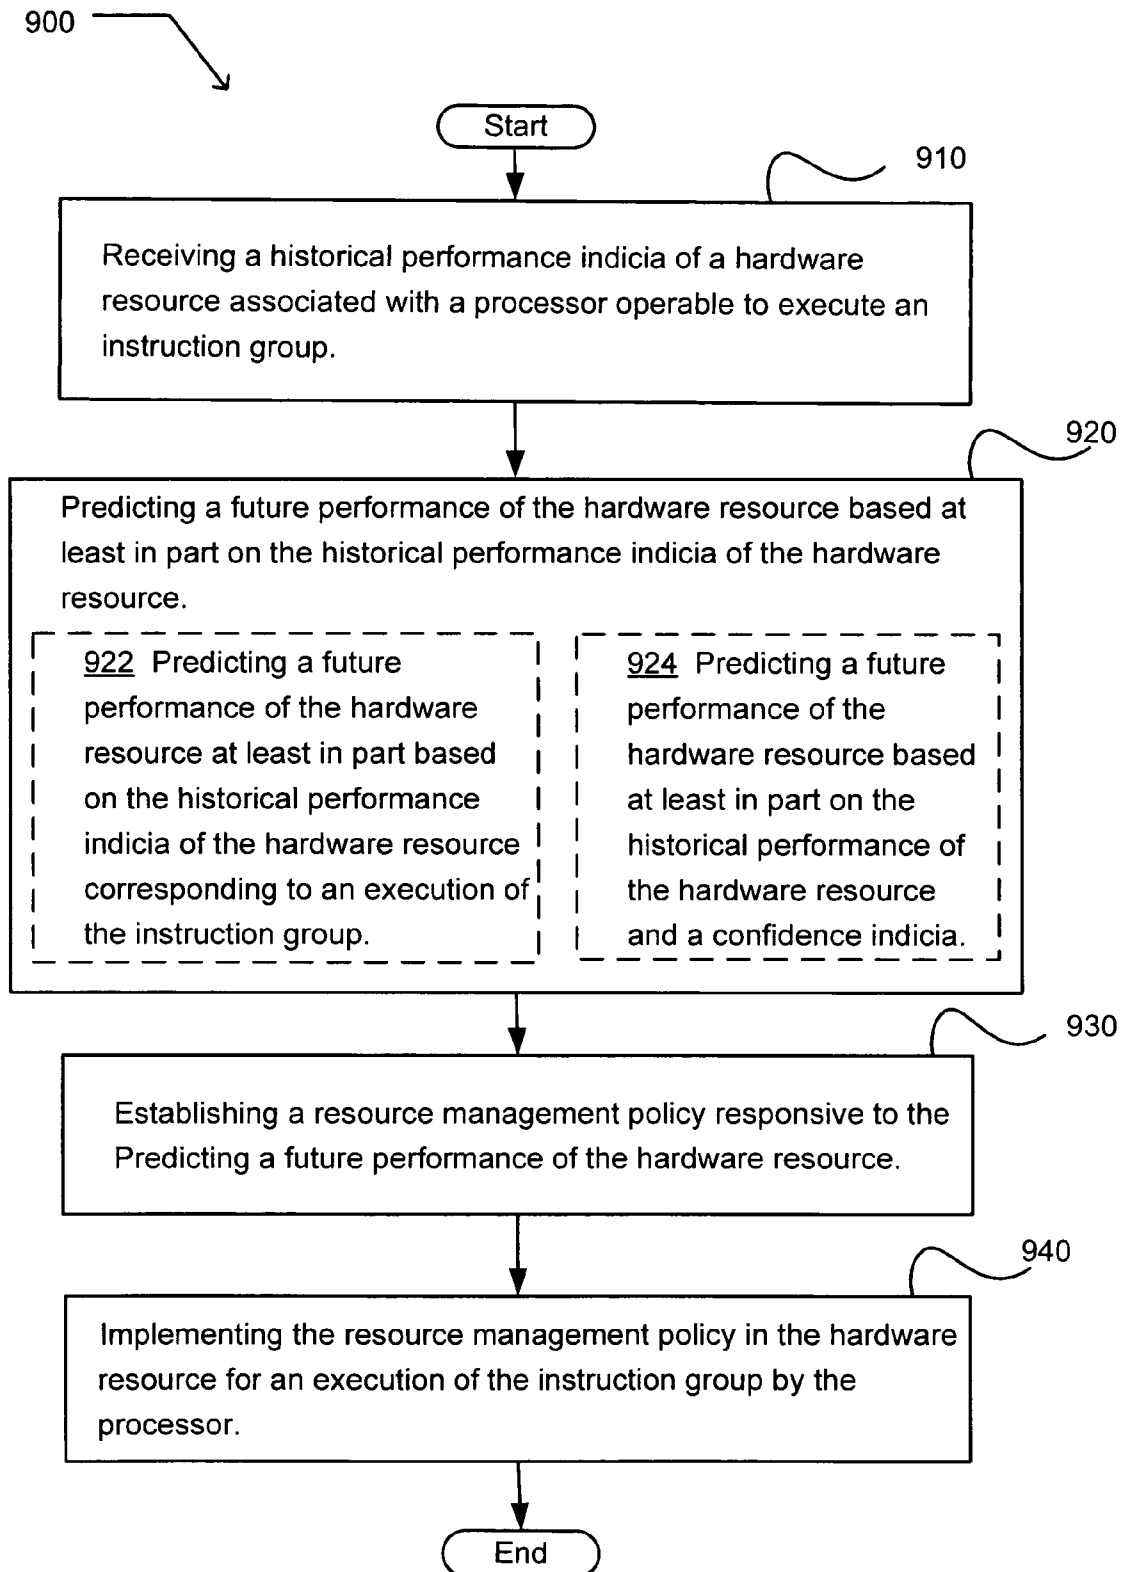 900
Start
910
Receiving a historical performance indicia of a hardware
resource associated with a processor operable to execute an
instruction group.
920
Predicting a future performance of the hardware resource based at
least in part on the historical performance indicia of the hardware
resource.
922 Predicting a future
performance of the hardware
resource at least in part based
on the historical performance
indicia of the hardware resource
corresponding to an execution of
the instruction group.
924 Predicting a future
performance of the
hardware resource based
at least in part on the
historical performance of
the hardware resource
and a confidence indicia.
930
Establishing a resource management policy responsive to the
Predicting a future performance of the hardware resource.
940
Implementing the resource management policy in the hardware
resource for an execution of the instruction group by the
processor.
End